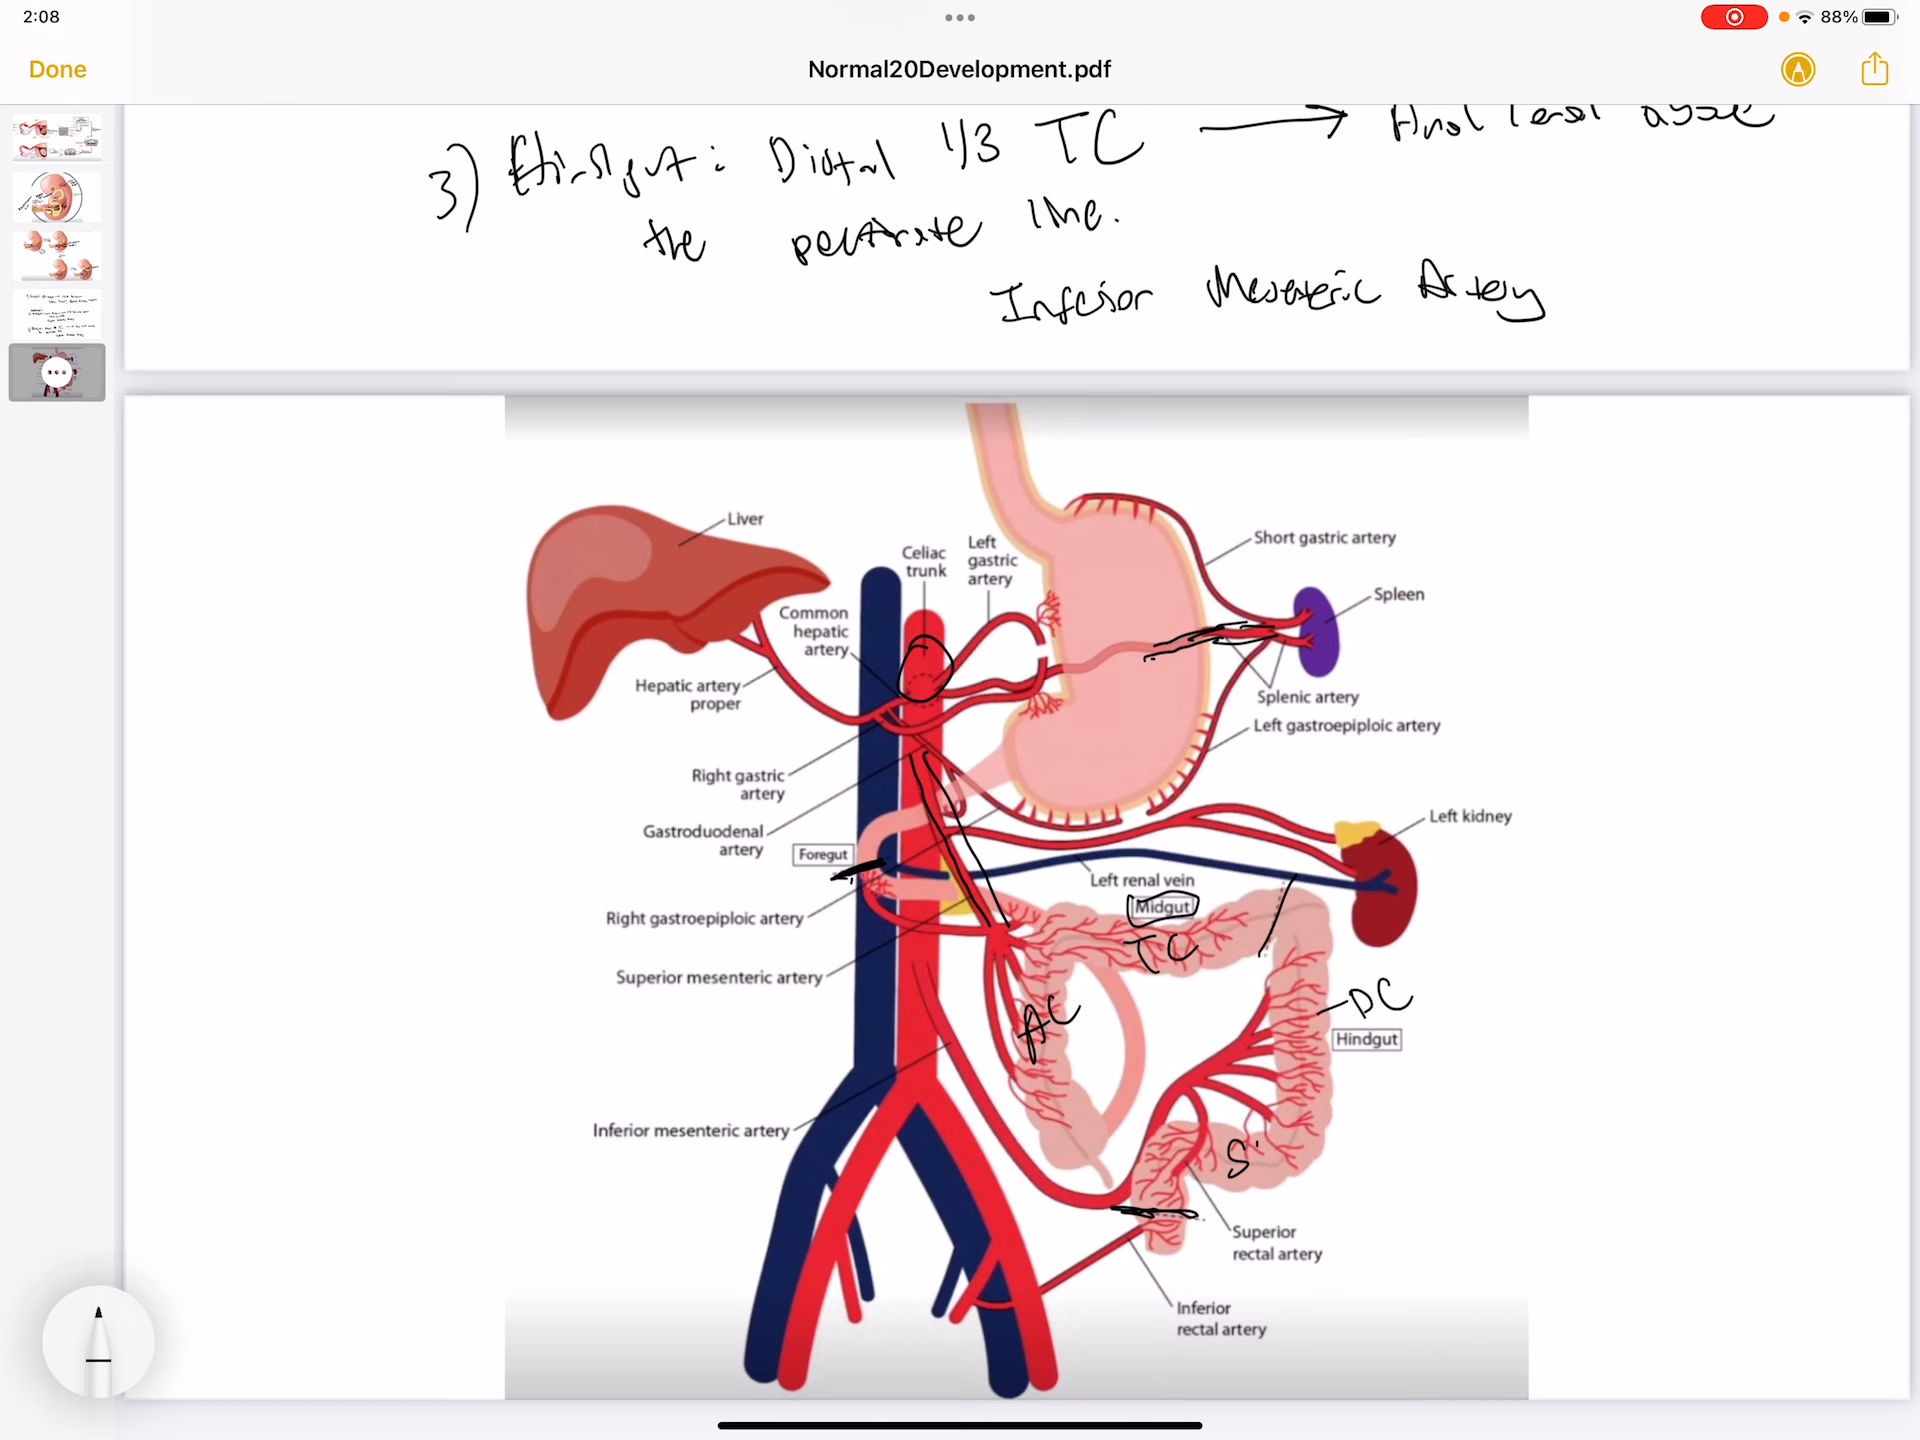 2:08
88%
Done
Normal20Development.pdf
3) Hindgut: Distal 1/3 TC → Anal canal above
the pectinate line.
Inferior Mesenteric Artery
Liver
Celiac
trunk
Left
gastric
artery
Short gastric artery
Spleen
Common
hepatic
artery
Hepatic artery
proper
Splenic artery
Left gastroepiploic artery
Right gastric
artery
Gastroduodenal
artery
Left kidney
Foregut
Left renal vein
Midgut
TC
Right gastroepiploic artery
Superior mesenteric artery
AC
DC
Hindgut
Inferior mesenteric artery
S
Superior
rectal artery
Inferior
rectal artery